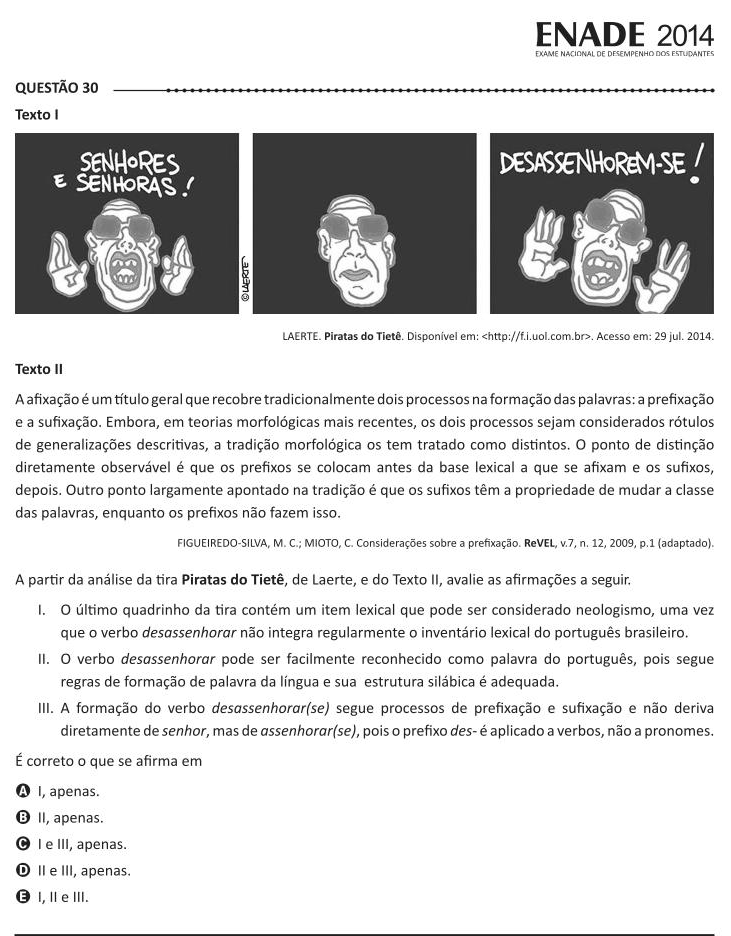 ENADE 2014
EXAME NACIONAL DE DESEMPENHO DOS ESTUDANTES
QUESTÃO 30
Texto I
SENHORES
E SENHORAS!
©LAERTE
DESASSENHOREM-SE!
LAERTE. Piratas do Tietê. Disponível em: <http://f.i.uol.com.br>. Acesso em: 29 jul. 2014.
Texto II
A afixação é um título geral que recobre tradicionalmente dois processos na formação das palavras: a prefixação
e a sufixação. Embora, em teorias morfológicas mais recentes, os dois processos sejam considerados rótulos
de generalizações descritivas, a tradição morfológica os tem tratado como distintos. O ponto de distinção
diretamente observável é que os prefixos se colocam antes da base lexical a que se afixam e os sufixos,
depois. Outro ponto largamente apontado na tradição é que os sufixos têm a propriedade de mudar a classe
das palavras, enquanto os prefixos não fazem isso.
FIGUEIREDO-SILVA, M. C.; MIOTO, C. Considerações sobre a prefixação. ReVEL, v.7, n. 12, 2009, p.1 (adaptado).
A partir da análise da tira Piratas do Tietê, de Laerte, e do Texto II, avalie as afirmações a seguir.
I. O último quadrinho da tira contém um item lexical que pode ser considerado neologismo, uma vez
que o verbo desassenhorar não integra regularmente o inventário lexical do português brasileiro.
II. O verbo desassenhorar pode ser facilmente reconhecido como palavra do português, pois segue
regras de formação de palavra da língua e sua estrutura silábica é adequada.
III. A formação do verbo desassenhorar(se) segue processos de prefixação e sufixação e não deriva
diretamente de senhor, mas de assenhorar(se), pois o prefixo des- é aplicado a verbos, não a pronomes.
É correto o que se afirma em
A I, apenas.
B II, apenas.
C I e III, apenas.
D II e III, apenas.
E I, II e III.